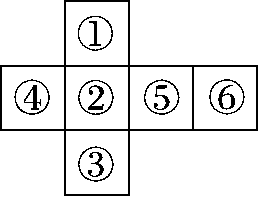 ①
④ ② ⑤ ⑥
③